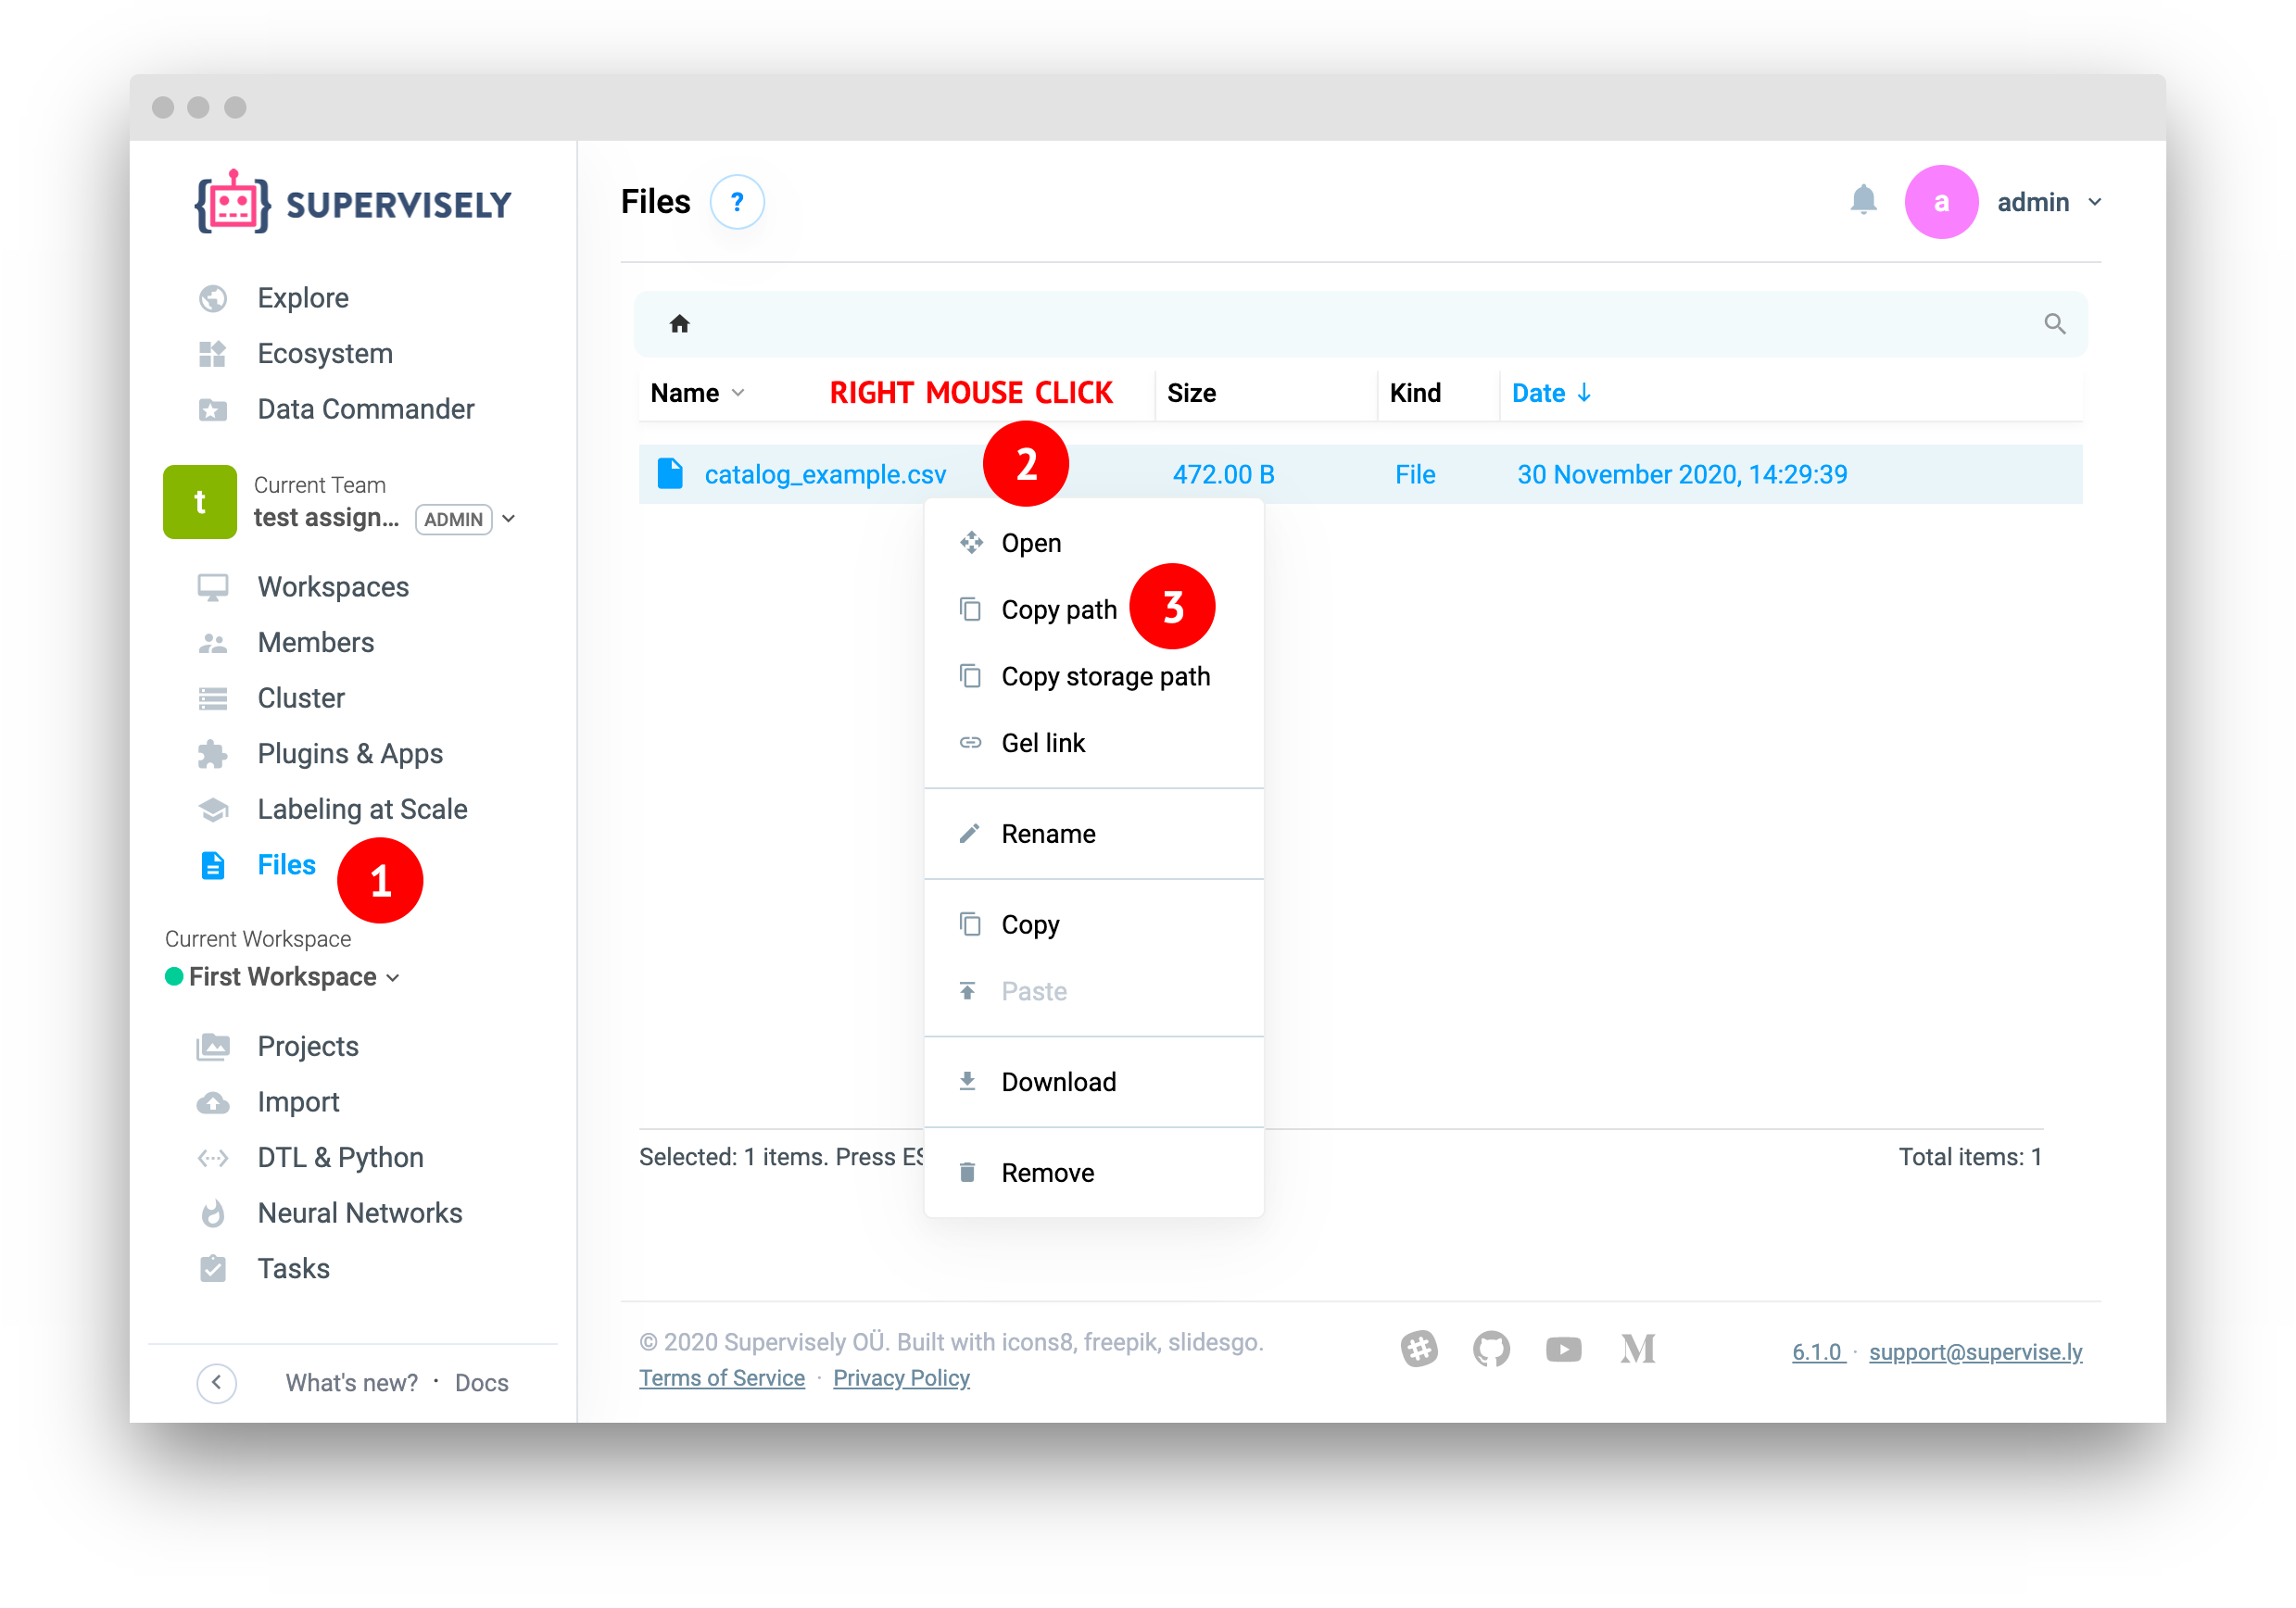 SUPERVISELY
Explore
Ecosystem
Data Commander
t
Current Team
test assign... ADMIN
Workspaces
Members
Cluster
Plugins & Apps
Labeling at Scale
Files 1
Current Workspace
First Workspace
Projects
Import
DTL & Python
Neural Networks
Tasks
What's new? · Docs
Files ?
a admin
Name RIGHT MOUSE CLICK Size Kind Date ↓
catalog_example.csv 2 472.00 B File 30 November 2020, 14:29:39
Open
Copy path 3
Copy storage path
Gel link
Rename
Copy
Paste
Download
Remove
Selected: 1 items. Press ES
Total items: 1
© 2020 Supervisely OÜ. Built with icons8, freepik, slidesgo.
Terms of Service · Privacy Policy
6.1.0 · support@supervise.ly